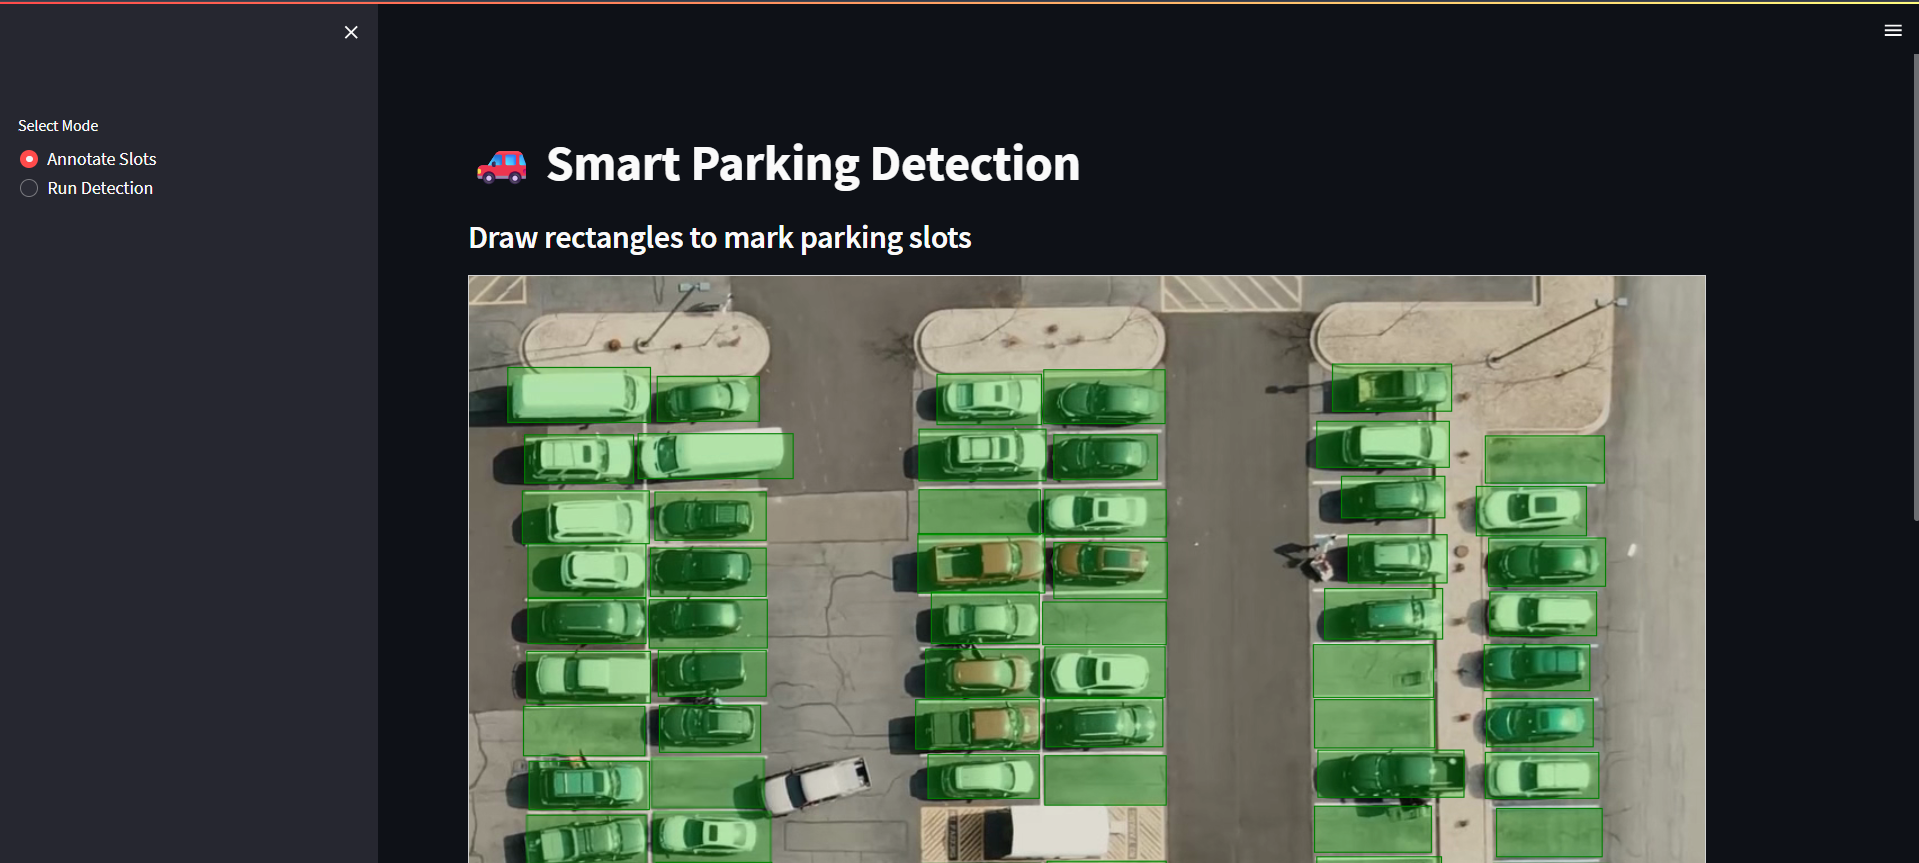 Select Mode
Annotate Slots
Run Detection
Smart Parking Detection
Draw rectangles to mark parking slots